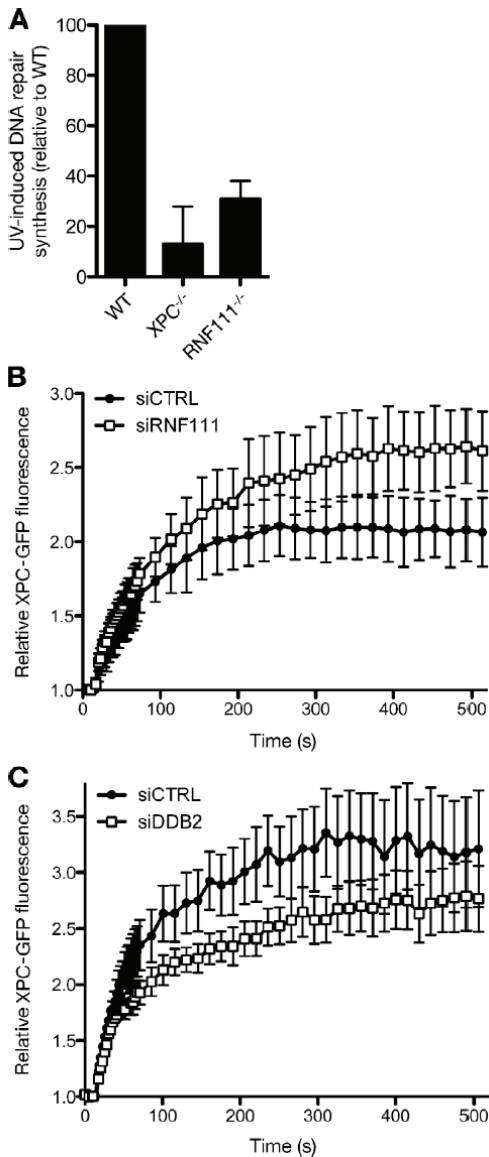 A
UV-induced DNA repair
synthesis (relative to WT)
100
80
60
40
20
0
WT
XPC-/-
RNF111-/-
B
siCTRL
siRNF111
Relative XPC-GFP fluorescence
3.0
2.5
2.0
1.5
1.0
0
100
200
300
400
500
Time (s)
C
siCTRL
siDDB2
Relative XPC-GFP fluorescence
3.5
3.0
2.5
2.0
1.5
1.0
0
100
200
300
400
500
Time (s)